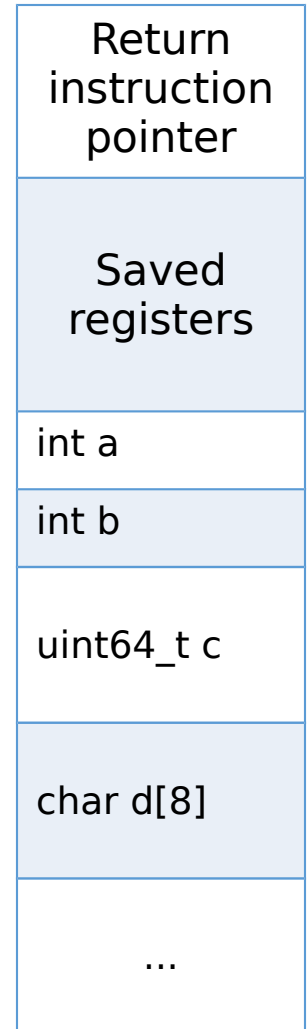 Return
instruction
pointer
Saved
registers
int a
int b
uint64_t c
char d[8]
...